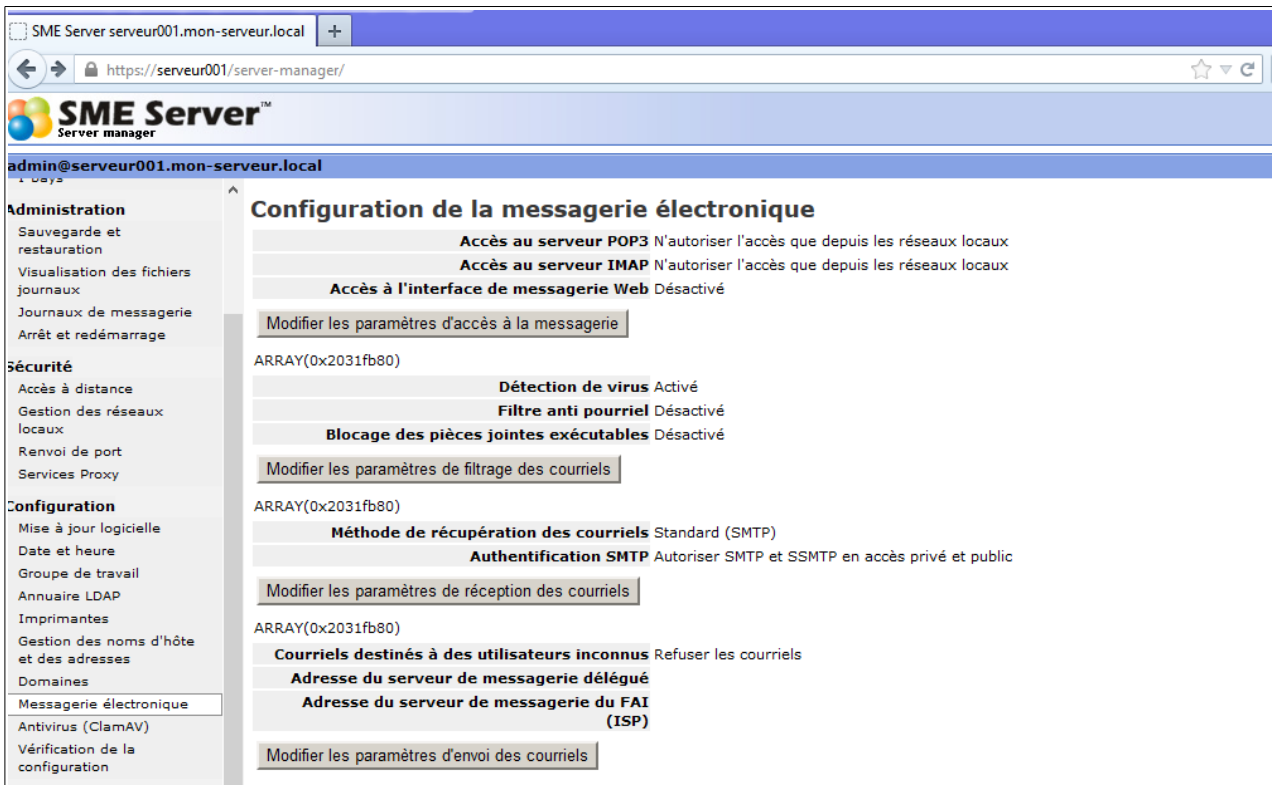 SME Server serveur001.mon-serveur.local
+
https://serveur001/server-manager/
SME Server™
Server manager
admin@serveur001.mon-serveur.local
Administration
Sauvegarde et
restauration
Visualisation des fichiers
journaux
Journaux de messagerie
Arrêt et redémarrage
Sécurité
Accès à distance
Gestion des réseaux
locaux
Renvoi de port
Services Proxy
Configuration
Mise à jour logicielle
Date et heure
Groupe de travail
Annuaire LDAP
Imprimantes
Gestion des noms d'hôte
et des adresses
Domaines
Messagerie électronique
Antivirus (ClamAV)
Vérification de la
configuration
Configuration de la messagerie électronique
Accès au serveur POP3 N'autoriser l'accès que depuis les réseaux locaux
Accès au serveur IMAP N'autoriser l'accès que depuis les réseaux locaux
Accès à l'interface de messagerie Web Désactivé
Modifier les paramètres d'accès à la messagerie
ARRAY(0x2031fb80)
Détection de virus Activé
Filtre anti pourriel Désactivé
Blocage des pièces jointes exécutables Désactivé
Modifier les paramètres de filtrage des courriels
ARRAY(0x2031fb80)
Méthode de récupération des courriels Standard (SMTP)
Authentification SMTP Autoriser SMTP et SSMTP en accès privé et public
Modifier les paramètres de réception des courriels
ARRAY(0x2031fb80)
Courriels destinés à des utilisateurs inconnus Refuser les courriels
Adresse du serveur de messagerie délégué
Adresse du serveur de messagerie du FAI
(ISP)
Modifier les paramètres d'envoi des courriels